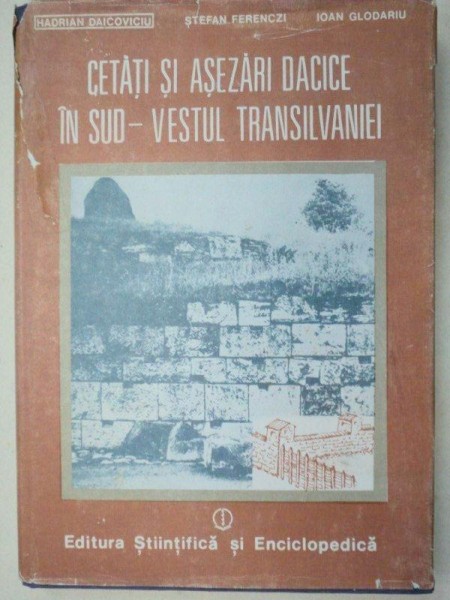 HADRIAN DAICOVICIU ȘTEFAN FERENCZI IOAN GLODARIU
CETĂȚI ȘI AȘEZĂRI DACICE
ÎN SUD – VESTUL TRANSILVANIEI
Editura Științifică și Enciclopedică